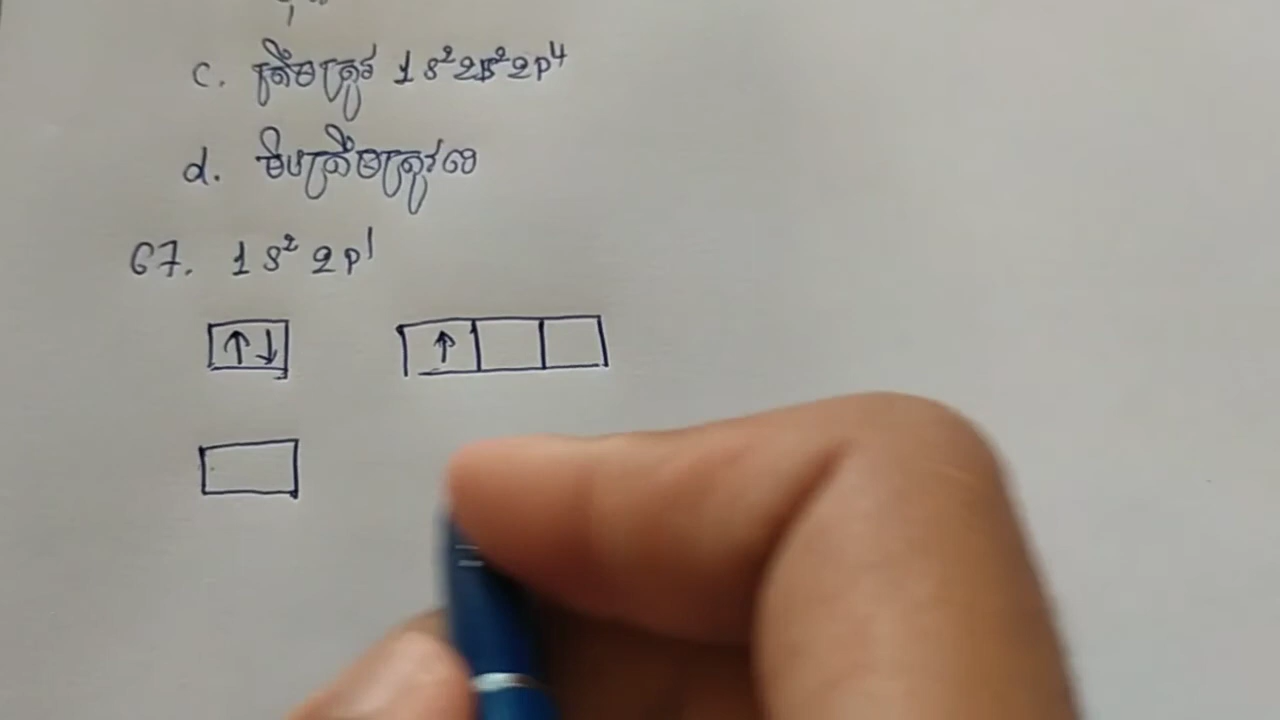 c. ត្រឹមត្រូវ 1s²2s²2p⁴
d. មិនត្រឹមត្រូវទេ
67. 1s² 2p¹
↑↓ ↑